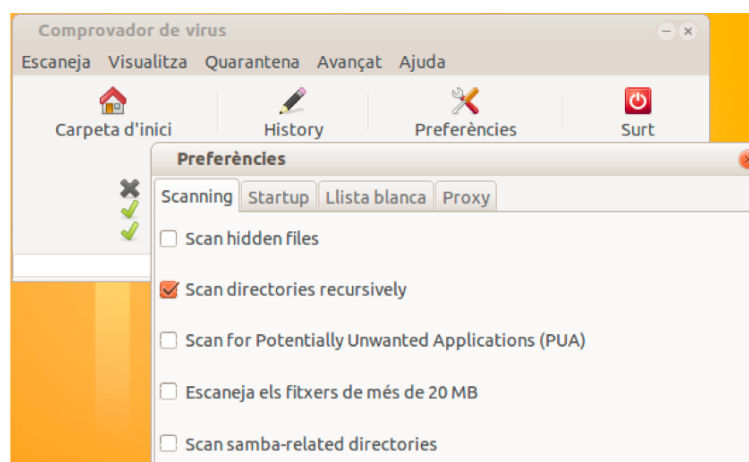 Comprovador de virus
Escaneja Visualitza Quarantena Avançat Ajuda
Carpeta d'inici History Preferències Surt
Preferències
Scanning Startup Llista blanca Proxy
Scan hidden files
Scan directories recursively
Scan for Potentially Unwanted Applications (PUA)
Escaneja els fitxers de més de 20 MB
Scan samba-related directories